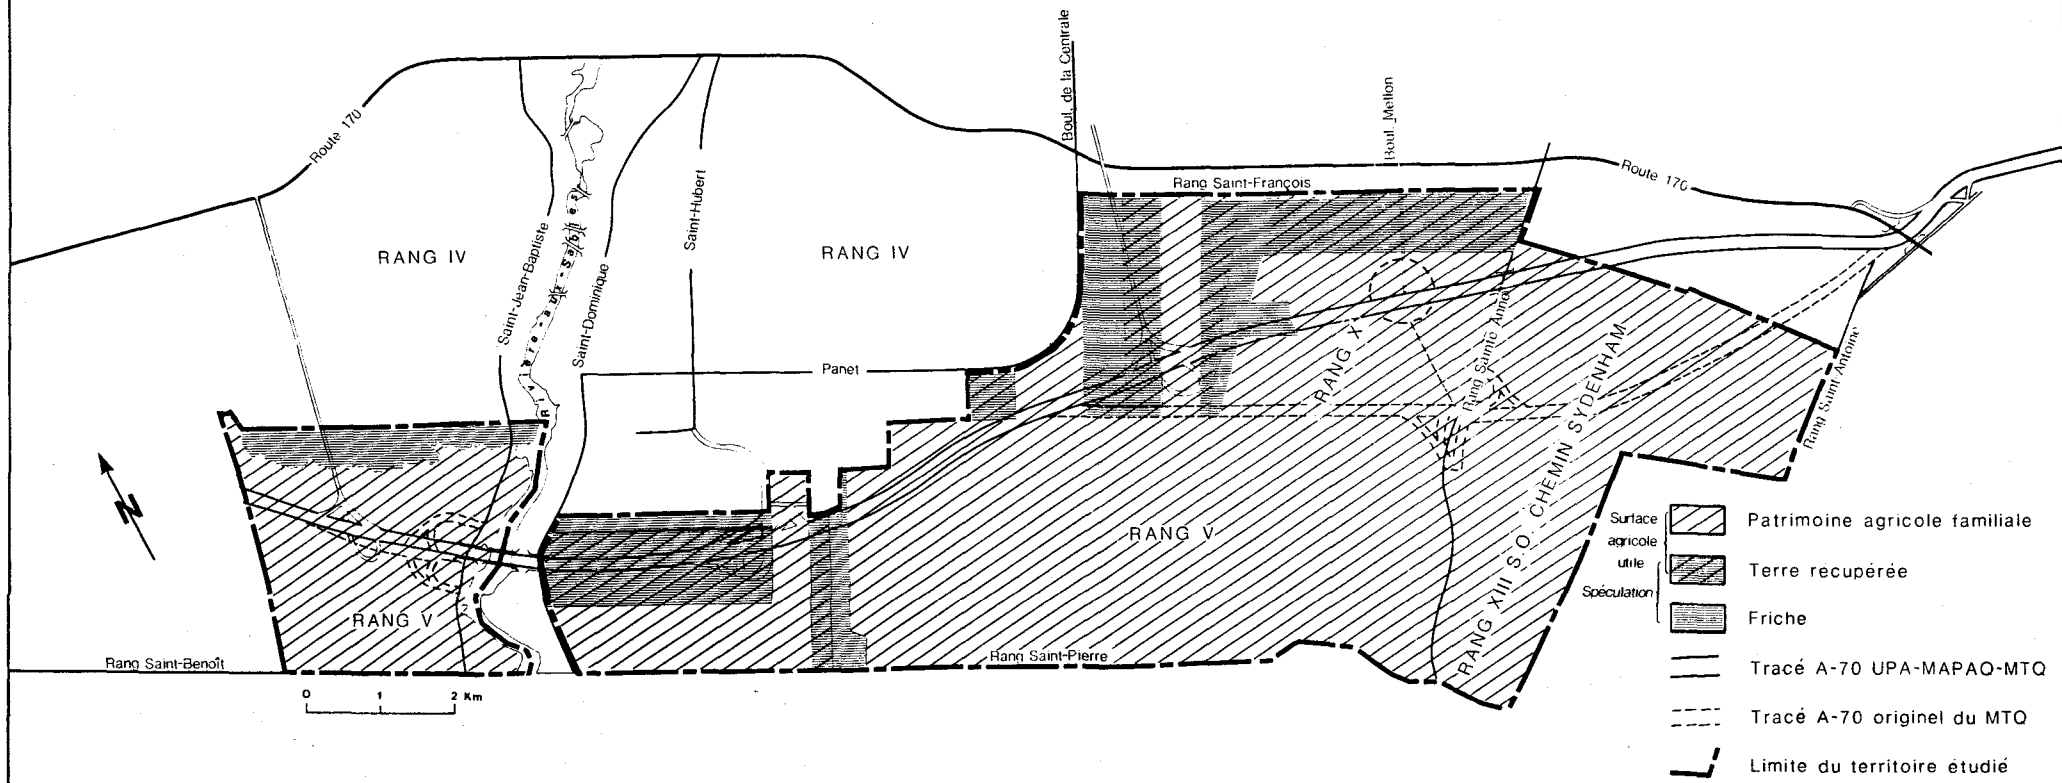 Route 170
RANG IV
Saint-Jean-Baptiste
Rivière-aux-Sables
Saint-Dominique
Saint-Hubert
RANG IV
Boul. de la Centrale
Boul. Mellon
Rang Saint-François
Route 170
Panet
RANG X
Rang Sainte Anne
RANG XIII S.O. CHEMIN SYDENHAM
Rang Saint-Antoine
N
RANG V
RANG V
Rang Saint-Benoît
Rang Saint-Pierre
0 1 2 Km
Surface agricole utile
Spéculation
Patrimoine agricole familiale
Terre recupérée
Friche
Tracé A-70 UPA-MAPAQ-MTQ
Tracé A-70 originel du MTQ
Limite du territoire étudié